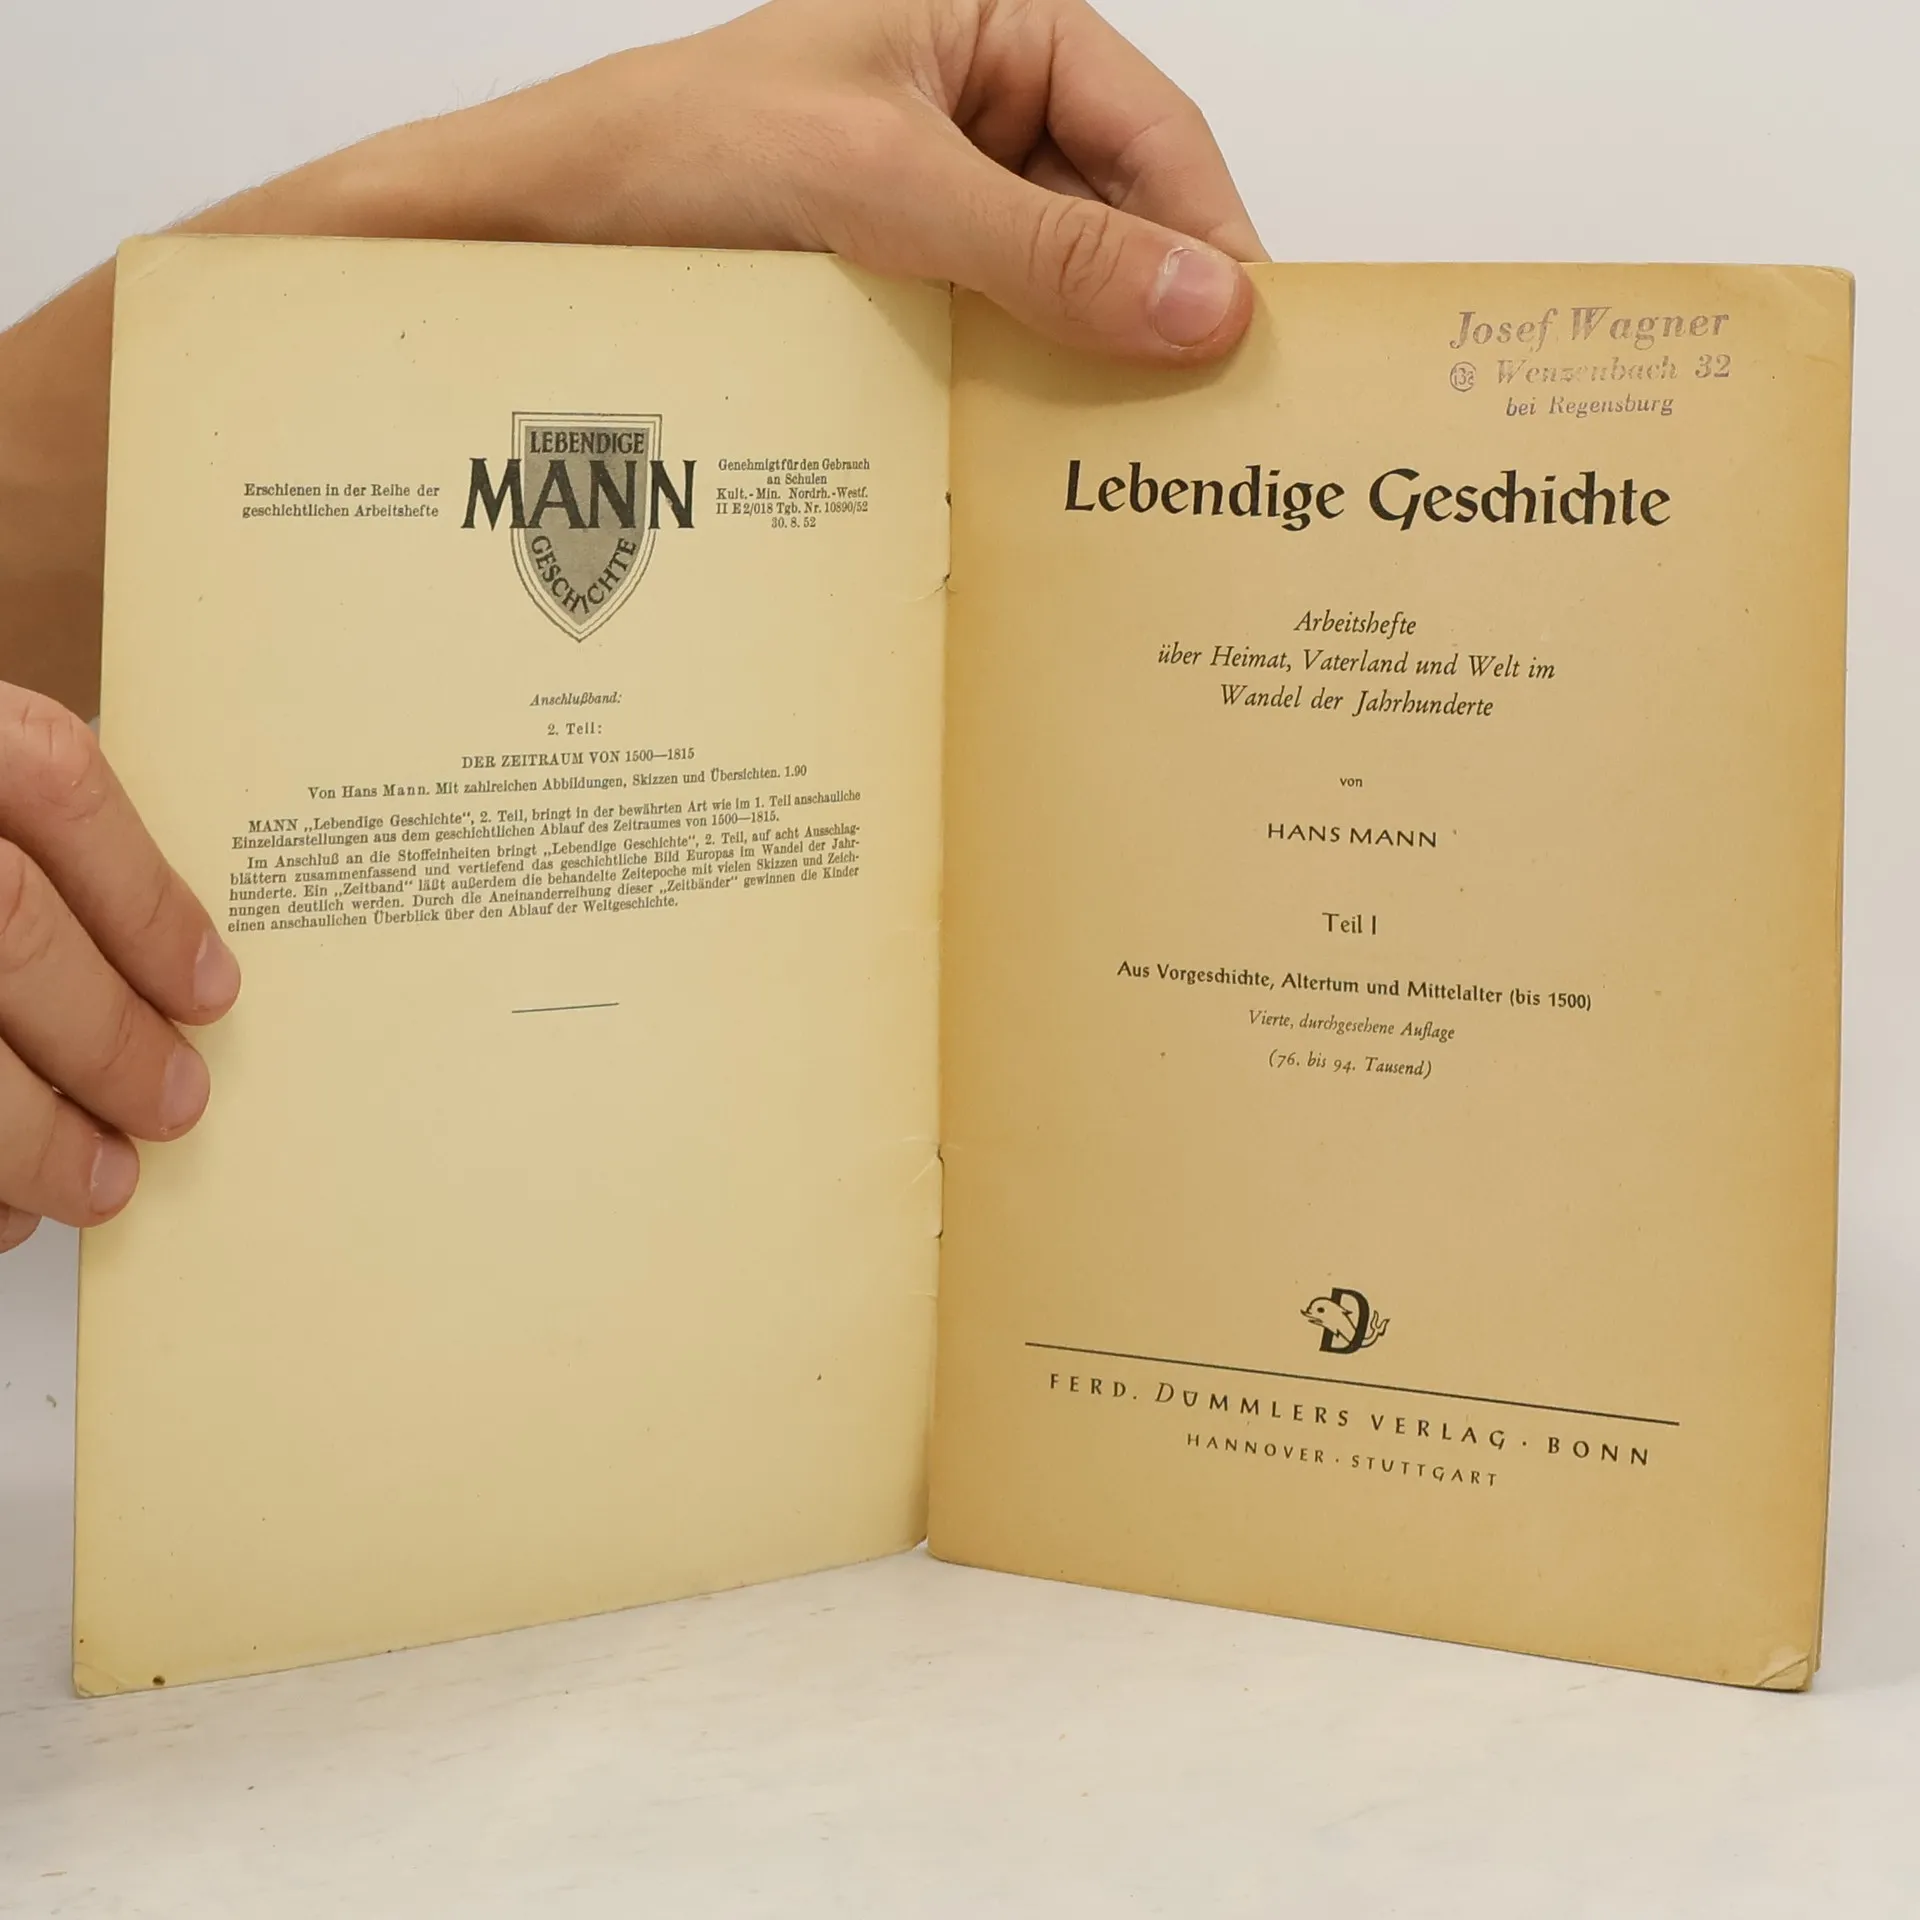 Erschienen in der Reihe der
geschichtlichen Arbeitshefte
LEBENDIGE
MANN
GESCHICHTE
Genehmigt für den Gebrauch
an Schulen
Kult.-Min. Nordrh.-Westf.
II E 2/018 Tgb. Nr. 10890/52
30. 8. 52
Anschlußband:
2. Teil:
DER ZEITRAUM VON 1500—1815
Von Hans Mann. Mit zahlreichen Abbildungen, Skizzen und Übersichten. 1.90
MANN „Lebendige Geschichte“, 2. Teil, bringt in der bewährten Art wie im 1. Teil anschauliche
Einzeldarstellungen aus dem geschichtlichen Ablauf des Zeitraumes von 1500—1815.
Im Anschluß an die Stoffeinheiten bringt „Lebendige Geschichte“, 2. Teil, auf acht Ausschlag-
blättern zusammenfassend und vertiefend das geschichtliche Bild Europas im Wandel der Jahr-
hunderte. Ein „Zeitband“ läßt außerdem die behandelte Zeitepoche mit vielen Skizzen und Zeich-
nungen deutlich werden. Durch die Aneinanderreihung dieser „Zeitbänder“ gewinnen die Kinder
einen anschaulichen Überblick über den Ablauf der Weltgeschichte.
Josef Wagner
13a Wenzenbach 32
bei Regensburg
Lebendige Geschichte
Arbeitshefte
über Heimat, Vaterland und Welt im
Wandel der Jahrhunderte
von
HANS MANN
Teil I
Aus Vorgeschichte, Altertum und Mittelalter (bis 1500)
Vierte, durchgesehene Auflage
(76. bis 94. Tausend)
D
FERD. DÜMMLERS VERLAG · BONN
HANNOVER · STUTTGART